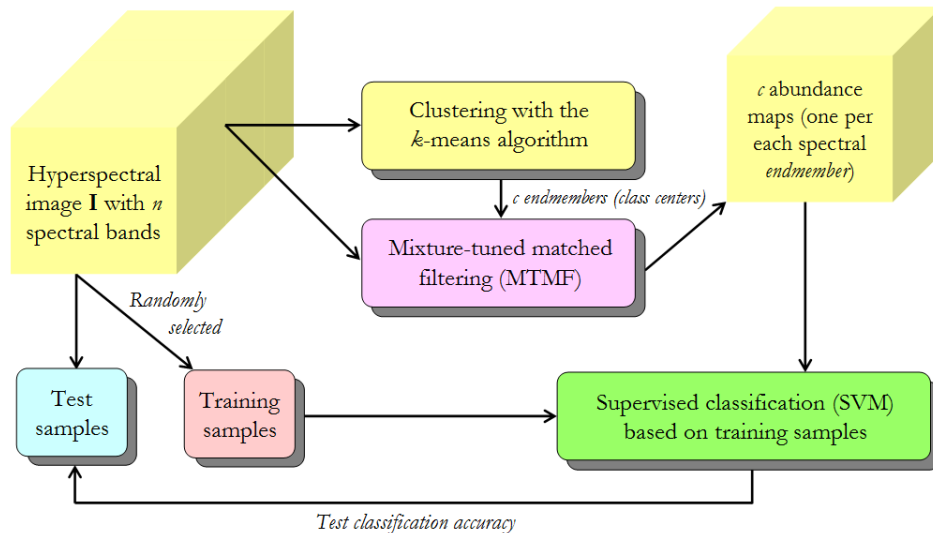 Hyperspectral
image I with n
spectral bands
Clustering with the
k-means algorithm
c endmembers (class centers)
Mixture-tuned matched
filtering (MTMF)
c abundance
maps (one per
each spectral
endmember)
Randomly
selected
Test
samples
Training
samples
Supervised classification (SVM)
based on training samples
Test classification accuracy